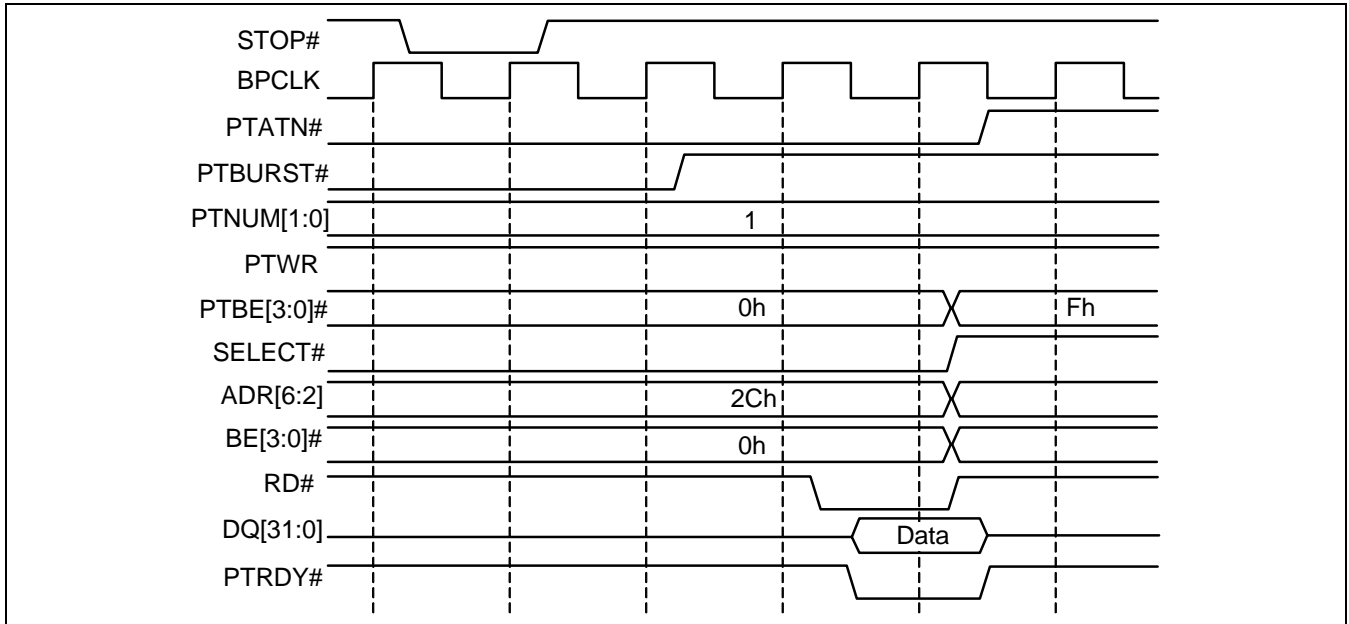 STOP#
BPCLK
PTATN#
PTBURST#
PTNUM[1:0] 1
PTWR
PTBE[3:0]# 0h Fh
SELECT#
ADR[6:2] 2Ch
BE[3:0]# 0h
RD#
DQ[31:0] Data
PTRDY#